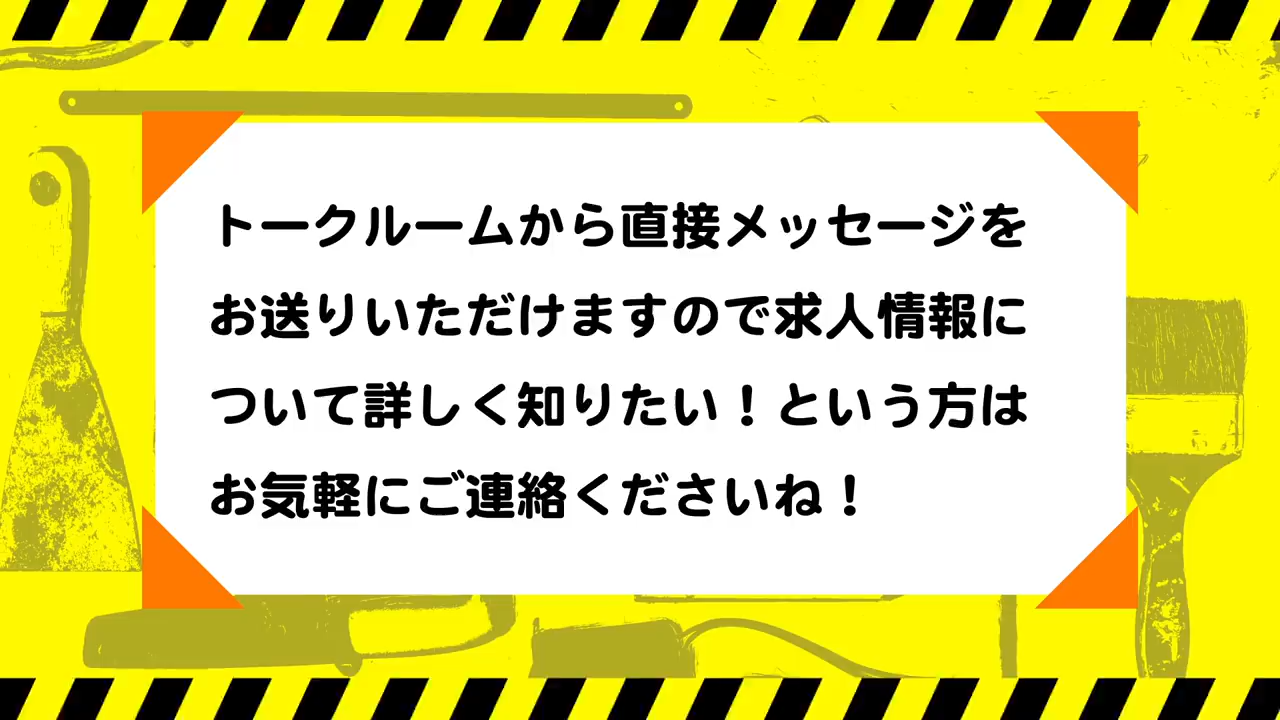 トークルームから直接メッセージを
お送りいただけますので求人情報に
ついて詳しく知りたい！という方は
お気軽にご連絡くださいね！